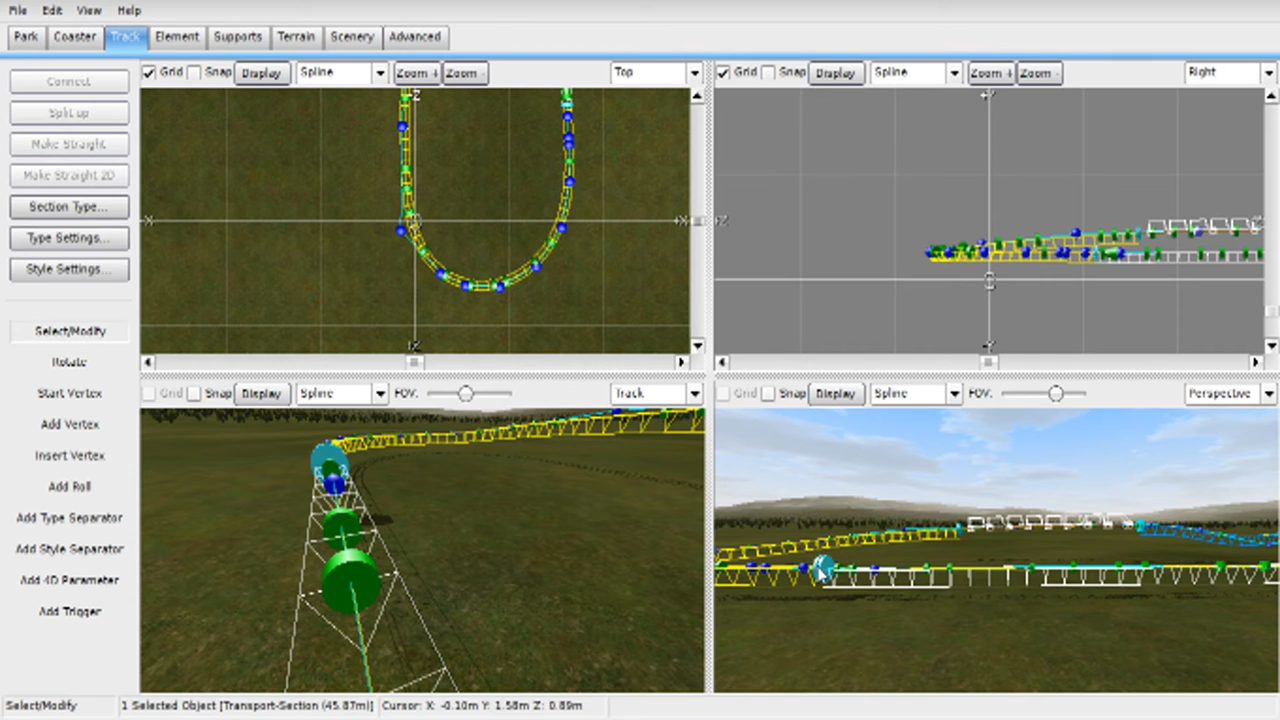 File Edit View Help
Park Coaster Track Element Supports Terrain Scenery Advanced
Grid Snap Display Spline Zoom + Zoom - Top
Grid Snap Display Spline Zoom + Zoom - Right
Connect
Split up
Make Straight
Make Straight 2D
Section Type...
Type Settings...
Style Settings...
Select/Modify
Rotate
Start Vertex
Add Vertex
Insert Vertex
Add Roll
Add Type Separator
Add Style Separator
Add 4D Parameter
Add Trigger
Grid Snap Display Spline FOV: Track
Grid Snap Display Spline FOV: Perspective
Select/Modify 1 Selected Object [Transport-Section (45.87m)] Cursor: X: -0.10m Y: 1.58m Z: 0.89m